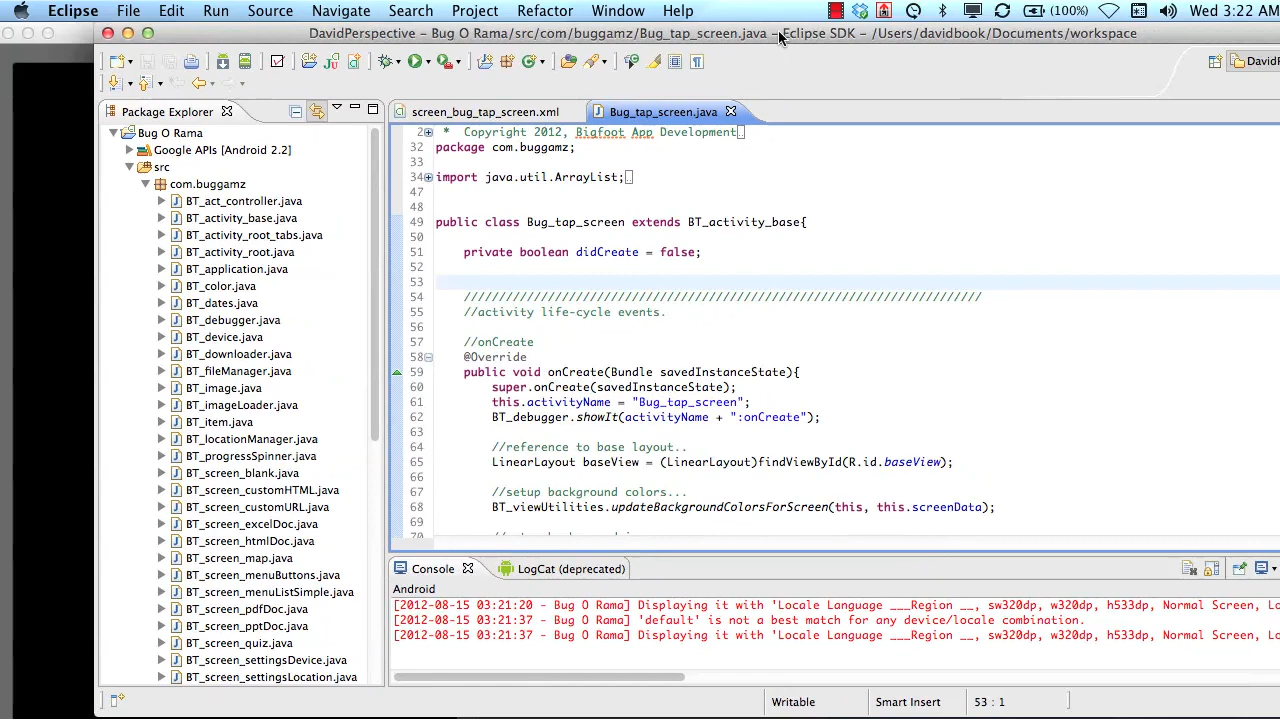 Eclipse File Edit Run Source Navigate Search Project Refactor Window Help (100%) Wed 3:22 AM
DavidPerspective – Bug O Rama/src/com/buggamz/Bug_tap_screen.java – Eclipse SDK – /Users/davidbook/Documents/workspace
DavidP
Package Explorer
screen_bug_tap_screen.xml
Bug_tap_screen.java
Bug O Rama
Google APIs [Android 2.2]
src
com.buggamz
BT_act_controller.java
BT_activity_base.java
BT_activity_root_tabs.java
BT_activity_root.java
BT_application.java
BT_color.java
BT_dates.java
BT_debugger.java
BT_device.java
BT_downloader.java
BT_fileManager.java
BT_image.java
BT_imageLoader.java
BT_item.java
BT_locationManager.java
BT_progressSpinner.java
BT_screen_blank.java
BT_screen_customHTML.java
BT_screen_customURL.java
BT_screen_excelDoc.java
BT_screen_htmlDoc.java
BT_screen_map.java
BT_screen_menuButtons.java
BT_screen_menuListSimple.java
BT_screen_pdfDoc.java
BT_screen_pptDoc.java
BT_screen_quiz.java
BT_screen_settingsDevice.java
BT_screen_settingsLocation.java
2 * Copyright 2012, Bigfoot App Development
32 package com.buggamz;
33
34 import java.util.ArrayList;
47
48
49 public class Bug_tap_screen extends BT_activity_base{
50
51 private boolean didCreate = false;
52
53
54 //////////////////////////////////////////////////////////////////////////
55 //activity life-cycle events.
56
57 //onCreate
58 @Override
59 public void onCreate(Bundle savedInstanceState){
60 super.onCreate(savedInstanceState);
61 this.activityName = "Bug_tap_screen";
62 BT_debugger.showIt(activityName + ":onCreate");
63
64 //reference to base layout..
65 LinearLayout baseView = (LinearLayout)findViewById(R.id.baseView);
66
67 //setup background colors...
68 BT_viewUtilities.updateBackgroundColorsForScreen(this, this.screenData);
69
70
Console
LogCat (deprecated)
Android
[2012-08-15 03:21:20 - Bug O Rama] Displaying it with 'Locale Language ___Region __, sw320dp, w320dp, h533dp, Normal Screen, Lo
[2012-08-15 03:21:37 - Bug O Rama] 'default' is not a best match for any device/locale combination.
[2012-08-15 03:21:37 - Bug O Rama] Displaying it with 'Locale Language ___Region __, sw320dp, w320dp, h533dp, Normal Screen, Lo
Writable
Smart Insert
53 : 1